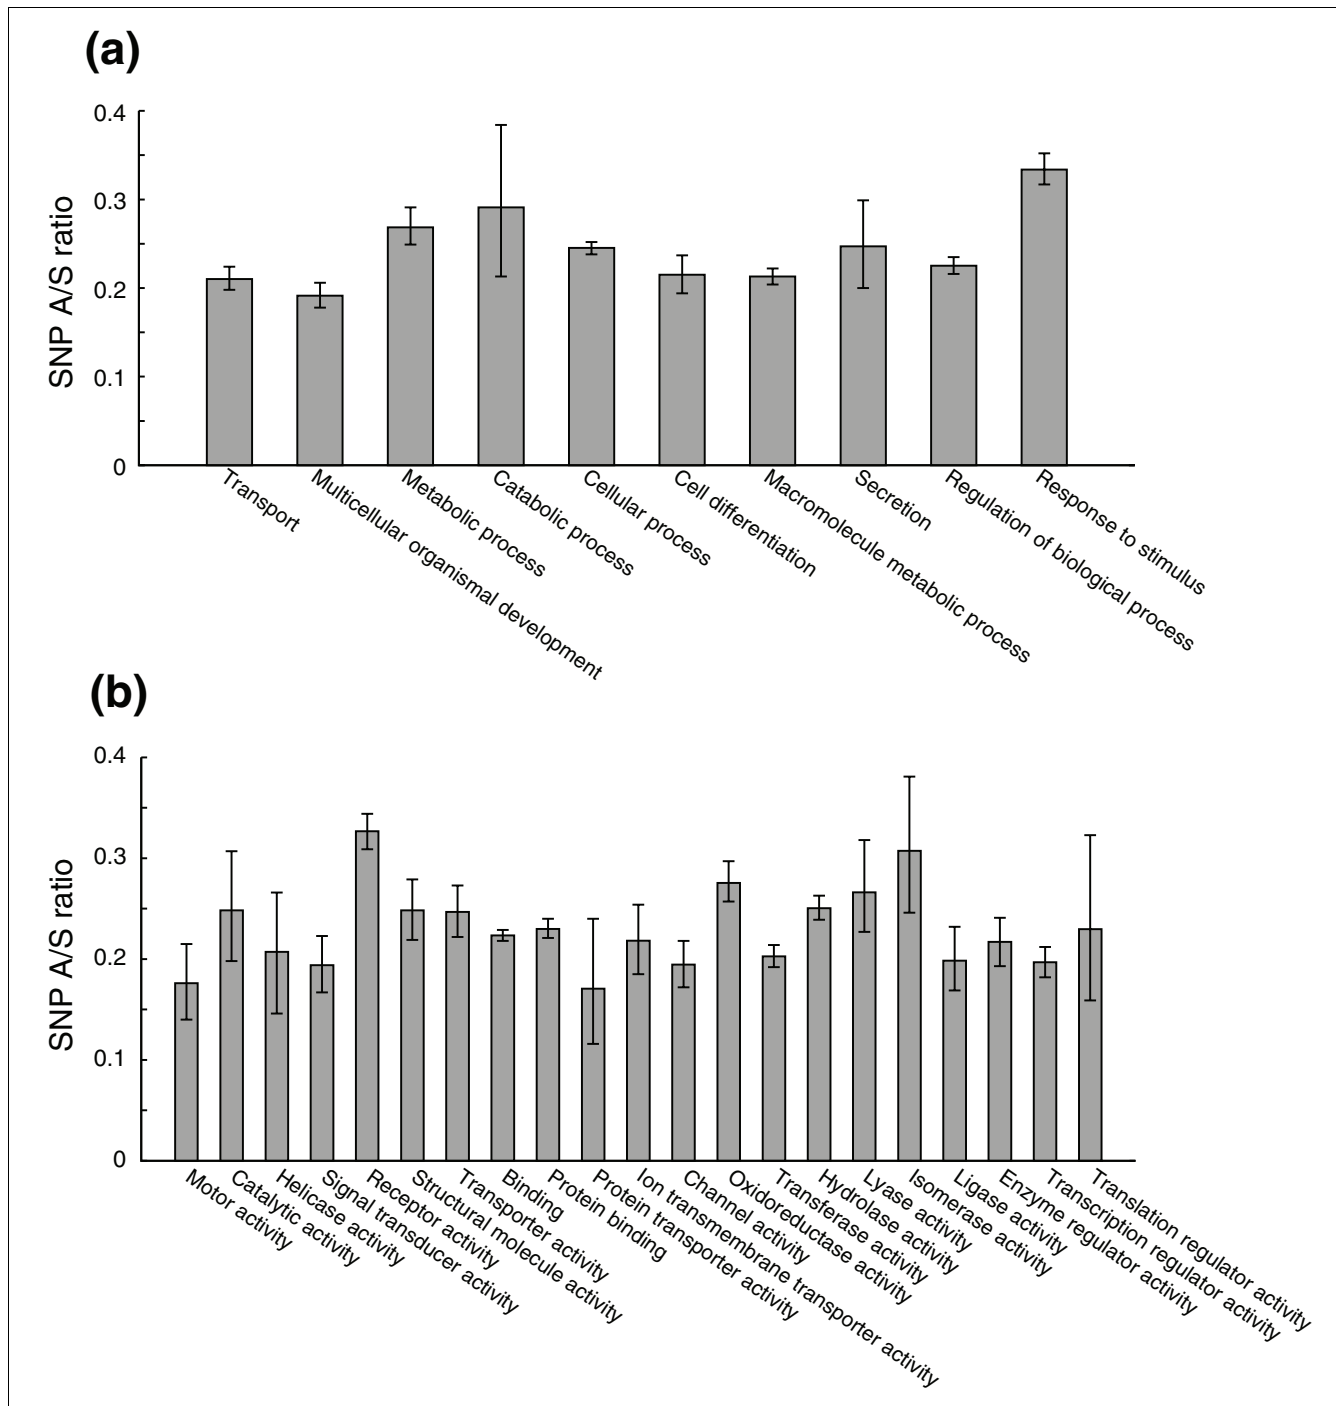 (a)
SNP A/S ratio
0.4
0.3
0.2
0.1
0
Transport
Multicellular organismal development
Metabolic process
Catabolic process
Cellular process
Cell differentiation
Macromolecule metabolic process
Secretion
Regulation of biological process
Response to stimulus
(b)
SNP A/S ratio
0.4
0.3
0.2
0.1
0
Motor activity
Catalytic activity
Helicase activity
Signal transducer activity
Receptor activity
Structural molecule activity
Transporter activity
Binding
Protein binding
Protein transporter activity
Ion transmembrane transporter activity
Channel activity
Oxidoreductase activity
Transferase activity
Hydrolase activity
Lyase activity
Isomerase activity
Ligase activity
Enzyme regulator activity
Transcription regulator activity
Translation regulator activity